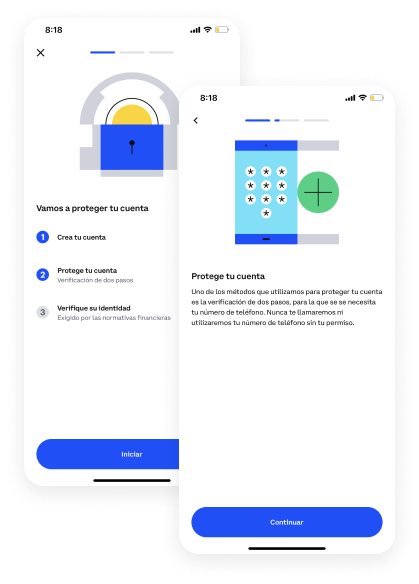 8:18
Vamos a proteger tu cuenta
1 Crea tu cuenta
2 Protege tu cuenta
Verificación de dos pasos
3 Verifique su identidad
Exigido por las normativas financieras
Iniciar
8:18
Protege tu cuenta
Uno de los métodos que utilizamos para proteger tu cuenta
es la verificación de dos pasos, para la que se se necesita
tu número de teléfono. Nunca te llamaremos ni
utilizaremos tu número de teléfono sin tu permiso.
Continuar